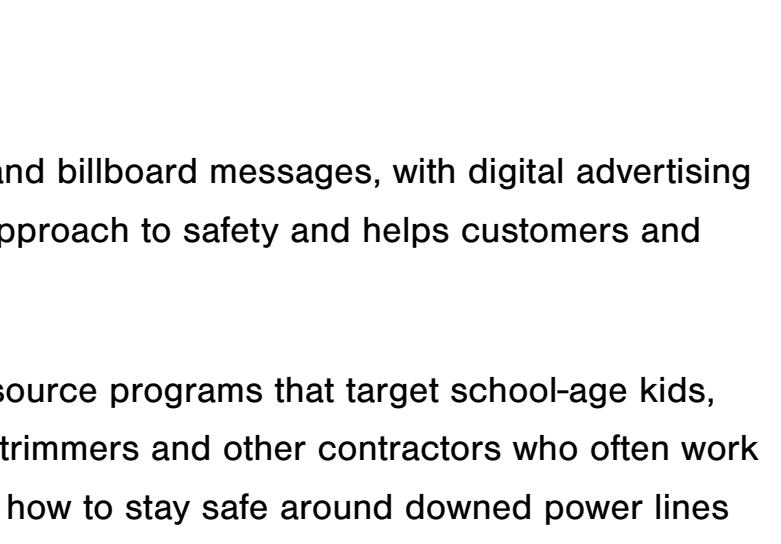 and billboard messages, with digital advertising
pproach to safety and helps customers and
source programs that target school-age kids,
trimmers and other contractors who often work
how to stay safe around downed power lines